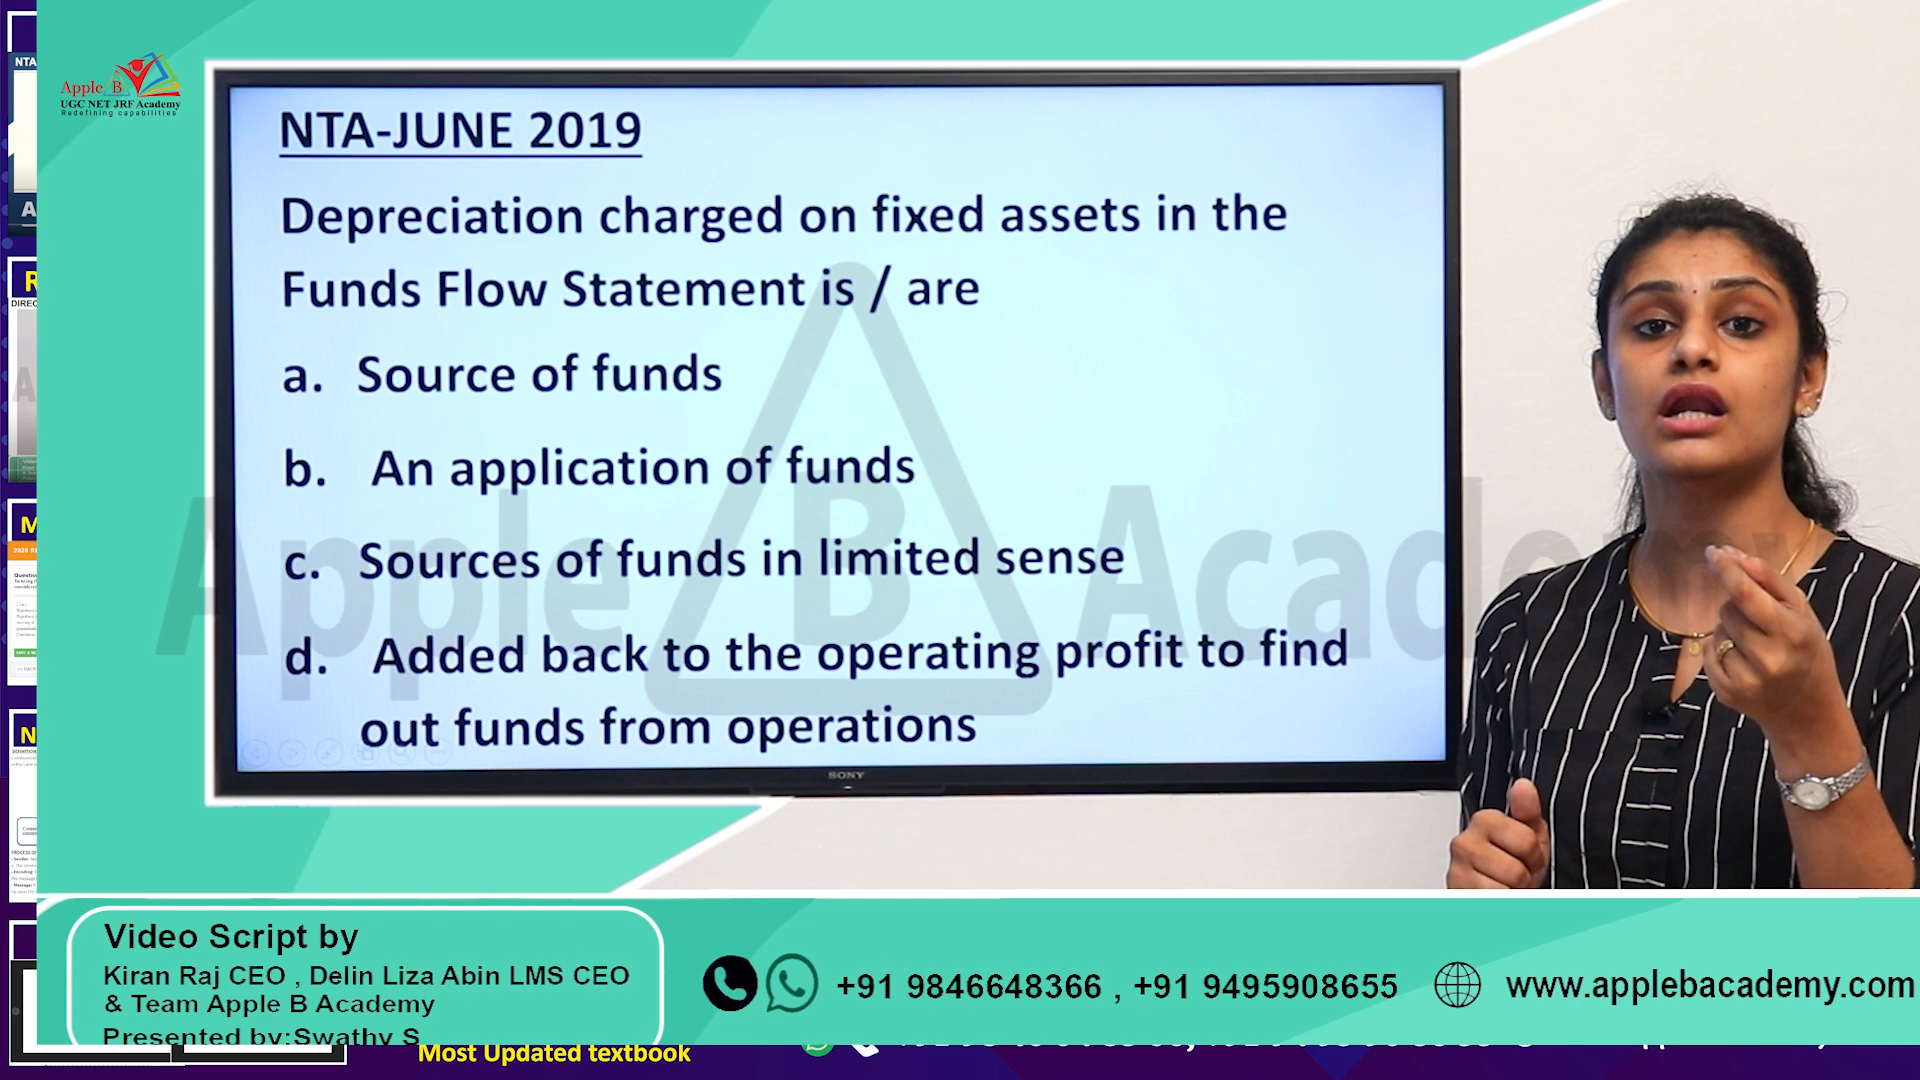 Apple B
UGC NET JRF Academy
Redefining capabilities
NTA
NTA-JUNE 2019
Depreciation charged on fixed assets in the
Funds Flow Statement is / are
a. Source of funds
b. An application of funds
c. Sources of funds in limited sense
d. Added back to the operating profit to find
out funds from operations
Apple B Academy
SONY
Video Script by
Kiran Raj CEO , Delin Liza Abin LMS CEO
& Team Apple B Academy
Presented by:Swathy S
+91 9846648366 , +91 9495908655
www.applebacademy.com
Most Updated textbook